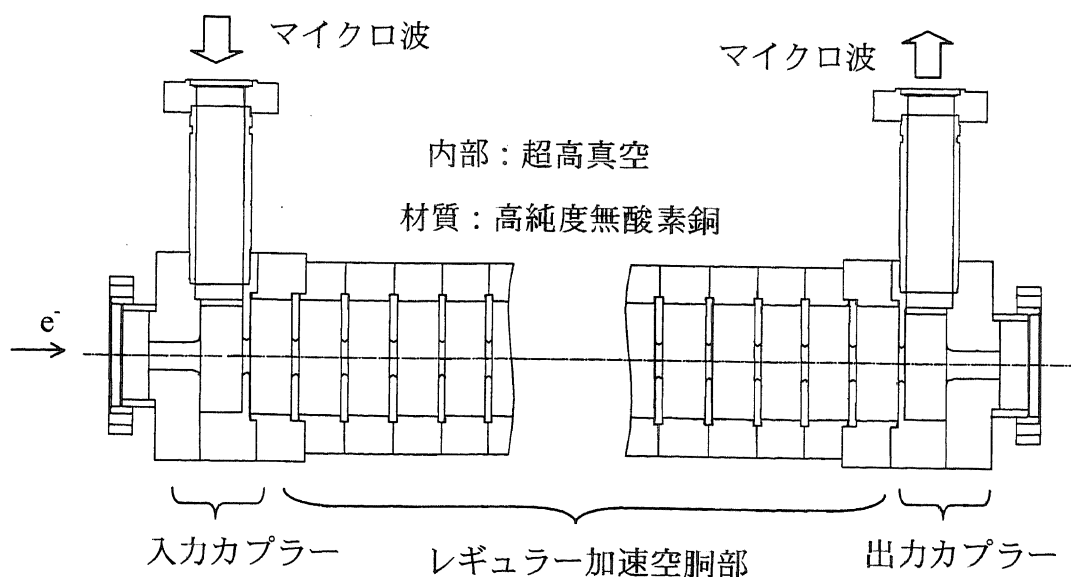 マイクロ波
マイクロ波
内部：超高真空
材質：高純度無酸素銅
e-
入力カプラー
レギュラー加速空胴部
出力カプラー